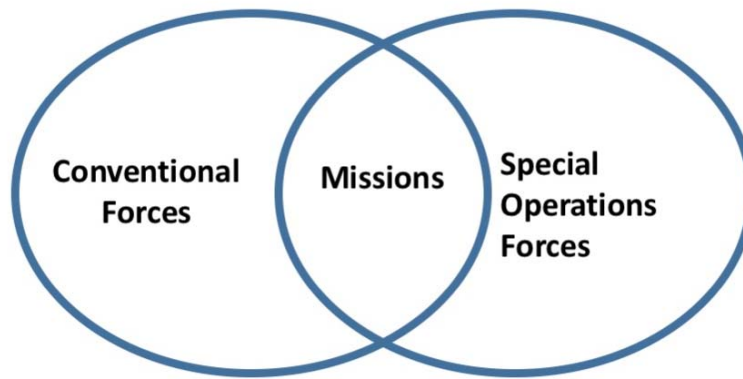 Conventional
Forces
Missions
Special
Operations
Forces